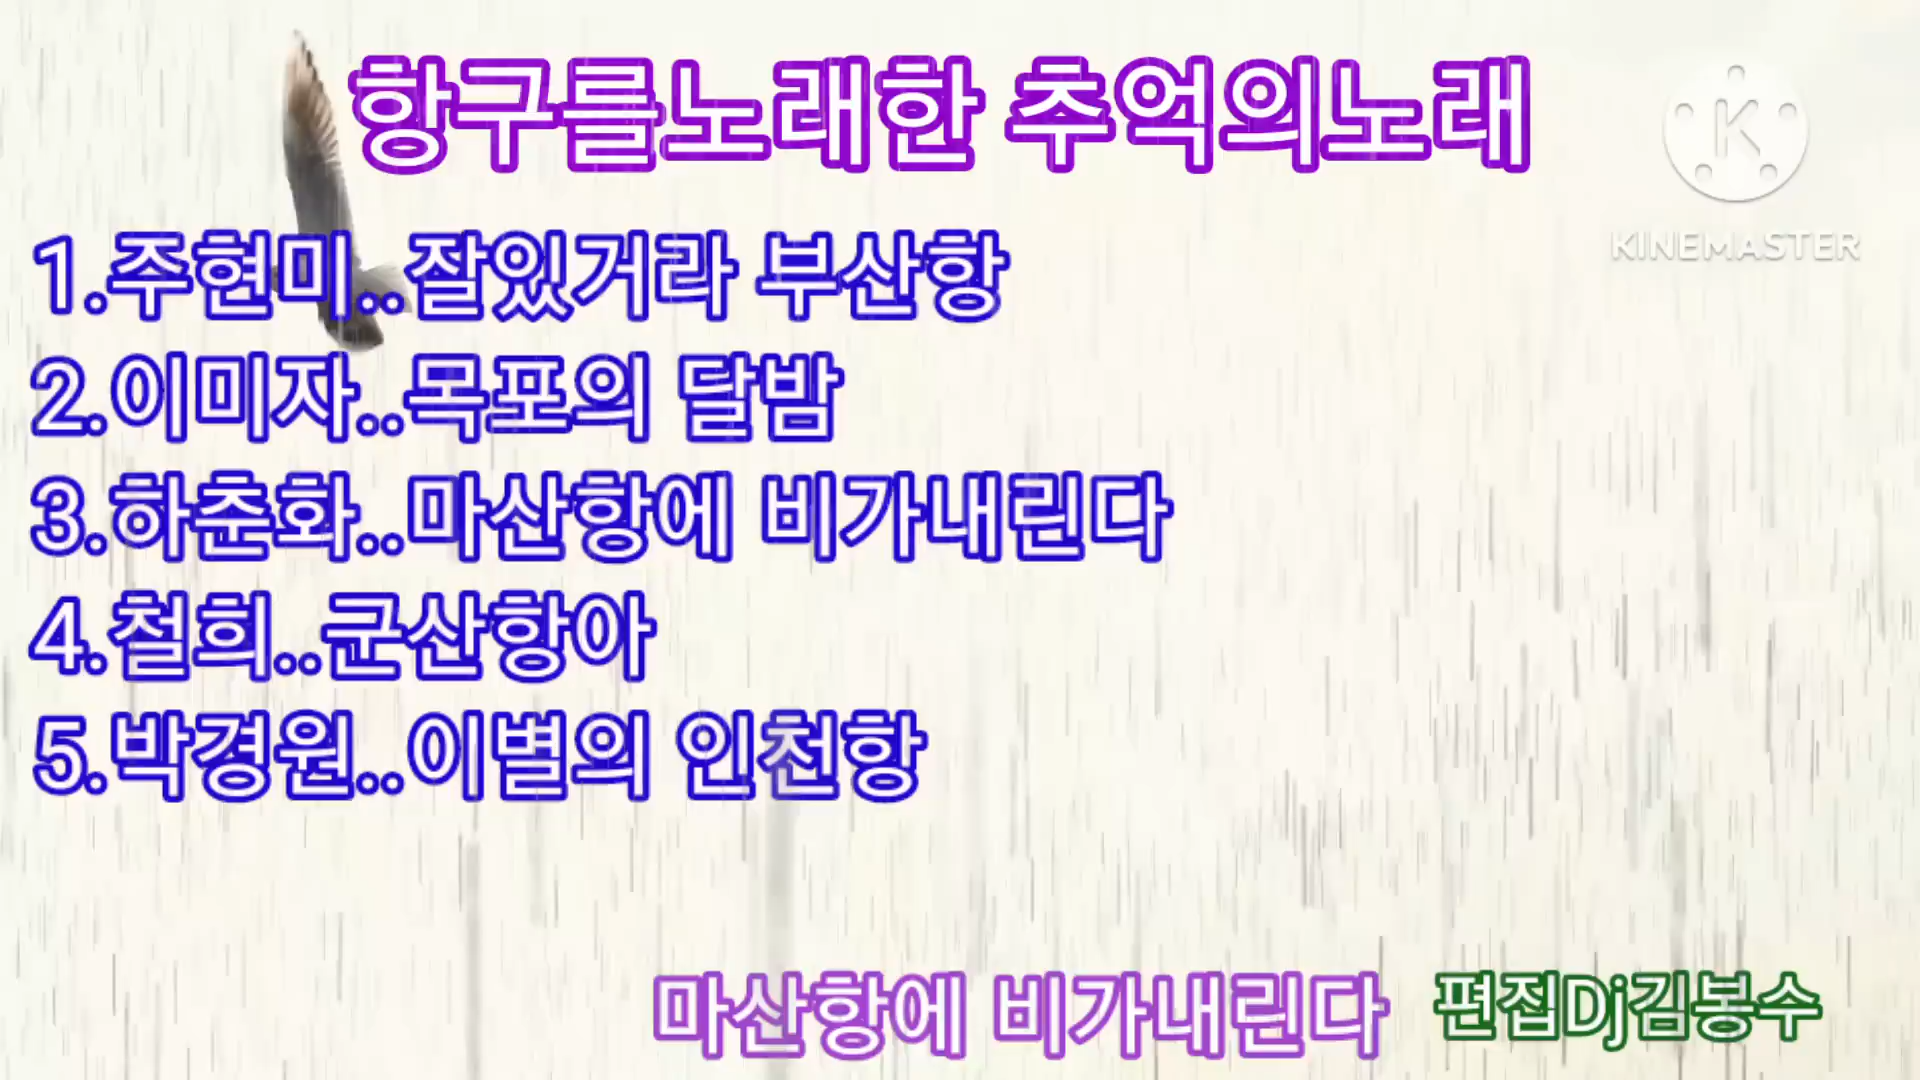 항구를노래한 추억의노래
KINEMASTER
1.주현미..잘있거라 부산항
2.이미자..목포의 달밤
3.하춘화..마산항에 비가내린다
4.철희..군산항아
5.박경원..이별의 인천항
마산항에 비가내린다
편집Dj김봉수